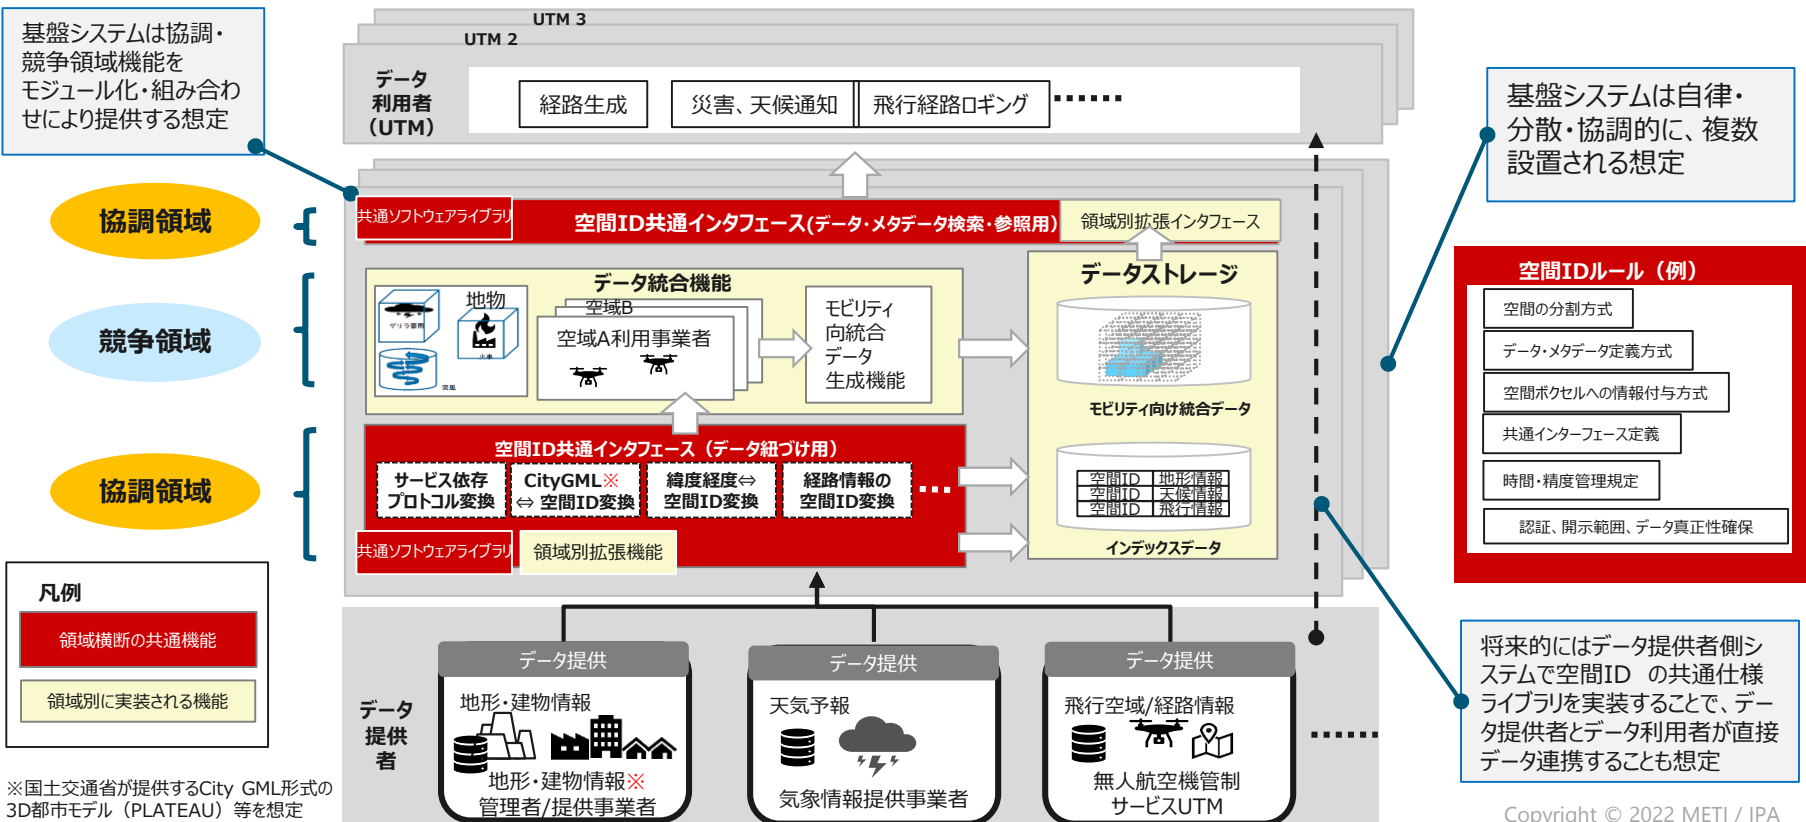 基盤システムは協調・
競争領域機能を
モジュール化・組み合わ
せにより提供する想定
UTM 3
UTM 2
データ
利用者
（UTM）
経路生成
災害、天候通知
飛行経路ロギング
基盤システムは自律・
分散・協調的に、複数
設置される想定
協調領域
共通ソフトウェアライブラリ
空間ID共通インタフェース(データ・メタデータ検索・参照用)
領域別拡張インタフェース
競争領域
データ統合機能
ゲリラ豪雨
地物
火事
突風
空域B
空域A利用事業者
モビリティ
向統合
データ
生成機能
データストレージ
モビリティ向け統合データ
空間ID 地形情報
空間ID 天候情報
空間ID 飛行情報
インデックスデータ
協調領域
空間ID共通インタフェース（データ紐づけ用）
サービス依存
プロトコル変換
CityGML※
⇔ 空間ID変換
緯度経度⇔
空間ID変換
経路情報の
空間ID変換
共通ソフトウェアライブラリ
領域別拡張機能
空間IDルール（例）
空間の分割方式
データ・メタデータ定義方式
空間ボクセルへの情報付与方式
共通インターフェース定義
時間・精度管理規定
認証、開示範囲、データ真正性確保
凡例
領域横断の共通機能
領域別に実装される機能
※国土交通省が提供するCity GML形式の
3D都市モデル（PLATEAU）等を想定
データ
提供
者
データ提供
地形・建物情報
地形・建物情報※
管理者/提供事業者
データ提供
天気予報
気象情報提供事業者
データ提供
飛行空域/経路情報
無人航空機管制
サービスUTM
将来的にはデータ提供者側シ
ステムで空間ID の共通仕様
ライブラリを実装することで、デー
タ提供者とデータ利用者が直接
データ連携することも想定
Copyright © 2022 METI / IPA